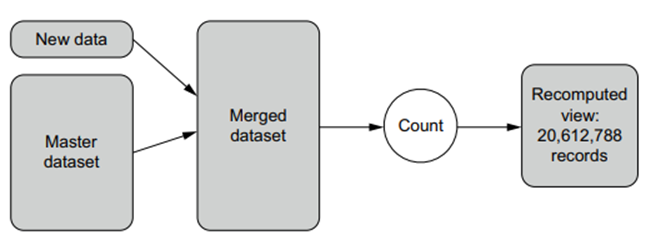 New data
Master
dataset
Merged
dataset
Count
Recomputed
view:
20,612,788
records